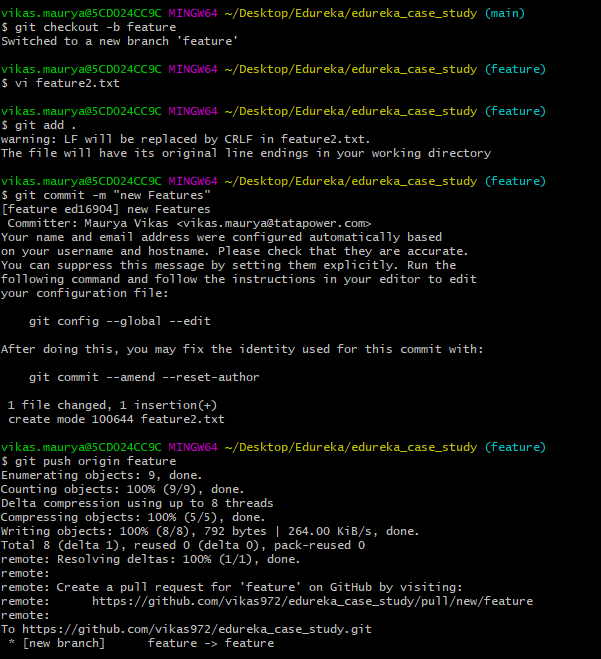 vikas.maurya@5CD024CC9C MINGW64 ~/Desktop/Edureka/edureka_case_study (main)
$ git checkout -b feature
Switched to a new branch 'feature'

vikas.maurya@5CD024CC9C MINGW64 ~/Desktop/Edureka/edureka_case_study (feature)
$ vi feature2.txt

vikas.maurya@5CD024CC9C MINGW64 ~/Desktop/Edureka/edureka_case_study (feature)
$ git add .
warning: LF will be replaced by CRLF in feature2.txt.
The file will have its original line endings in your working directory

vikas.maurya@5CD024CC9C MINGW64 ~/Desktop/Edureka/edureka_case_study (feature)
$ git commit -m "new Features"
[feature ed16904] new Features
 Committer: Maurya Vikas <vikas.maurya@tatapower.com>
Your name and email address were configured automatically based
on your username and hostname. Please check that they are accurate.
You can suppress this message by setting them explicitly. Run the
following command and follow the instructions in your editor to edit
your configuration file:

    git config --global --edit

After doing this, you may fix the identity used for this commit with:

    git commit --amend --reset-author

 1 file changed, 1 insertion(+)
 create mode 100644 feature2.txt

vikas.maurya@5CD024CC9C MINGW64 ~/Desktop/Edureka/edureka_case_study (feature)
$ git push origin feature
Enumerating objects: 9, done.
Counting objects: 100% (9/9), done.
Delta compression using up to 8 threads
Compressing objects: 100% (5/5), done.
Writing objects: 100% (8/8), 792 bytes | 264.00 KiB/s, done.
Total 8 (delta 1), reused 0 (delta 0), pack-reused 0
remote: Resolving deltas: 100% (1/1), done.
remote:
remote: Create a pull request for 'feature' on GitHub by visiting:
remote:      https://github.com/vikas972/edureka_case_study/pull/new/feature
remote:
To https://github.com/vikas972/edureka_case_study.git
 * [new branch]      feature -> feature